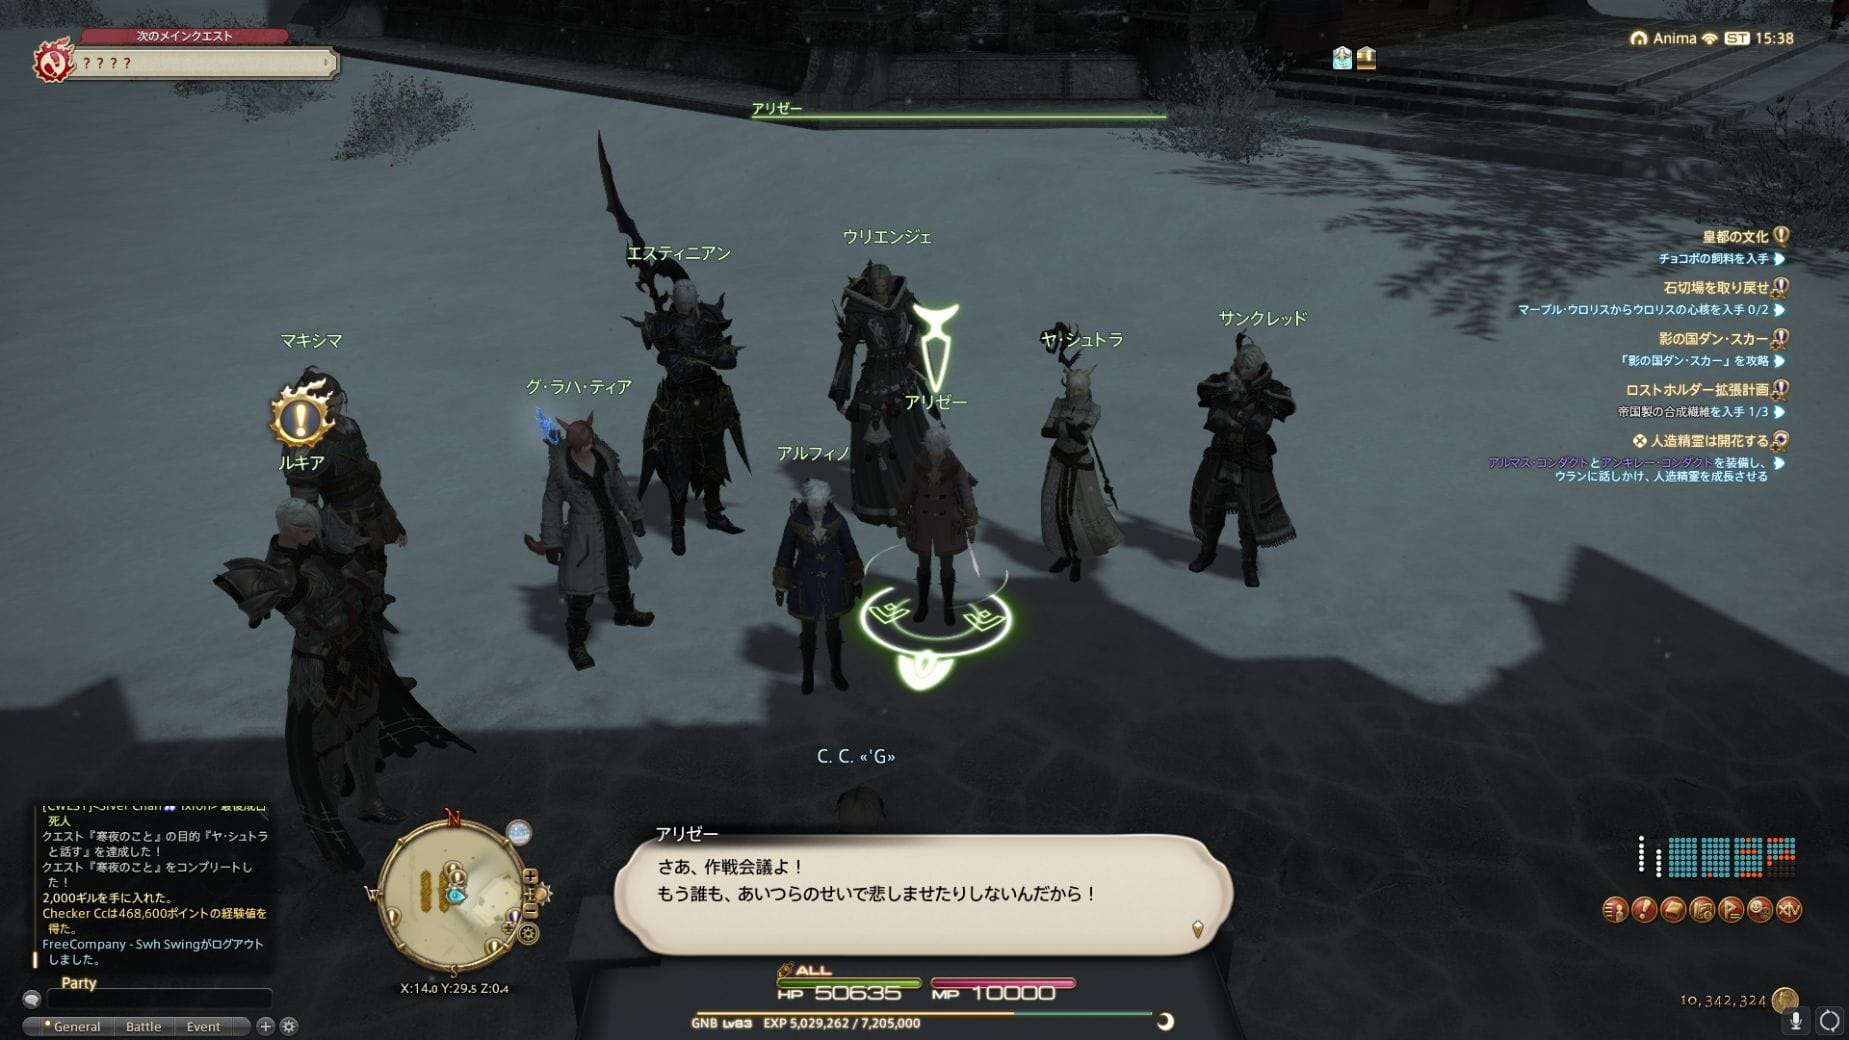 次のメインクエスト
????
Anima ST 15:38
アリゼー
皇都の文化
チョコボの飼料を入手
石切場を取り戻せ
マーブル・ウロリスからウロリスの心核を入手 0/2
影の国ダン・スカー
「影の国ダン・スカー」を攻略
ロストホルダー拡張計画
帝国製の合成繊維を入手 1/3
人造精霊は開花する
アルマス・コンダクトとアンキレー・コンダクトを装備し、
ウランに話しかけ、人造精霊を成長させる
ウリエンジェ
エスティニアン
サンクレッド
マキシマ
ヤ・シュトラ
グ・ラハ・ティア
アリゼー
アルフィノ
ルキア
C. C. «'G»
死人
クエスト『寒夜のこと』の目的『ヤ・シュトラ
と話す』を達成した！
クエスト『寒夜のこと』をコンプリートし
た！
2,000ギルを手に入れた。
Checker Ccは468,600ポイントの経験値を
得た。
FreeCompany - Swh Swingがログアウト
しました。
Party
General Battle Event
N
W
S
X:14.0 Y:29.5 Z:0.4
アリゼー
さあ、作戦会議よ！
もう誰も、あいつらのせいで悲しませたりしないんだから！
ALL
HP 50635 MP 10000
GNB Lv83 EXP 5,029,262 / 7,205,000
XIV
10,342,324